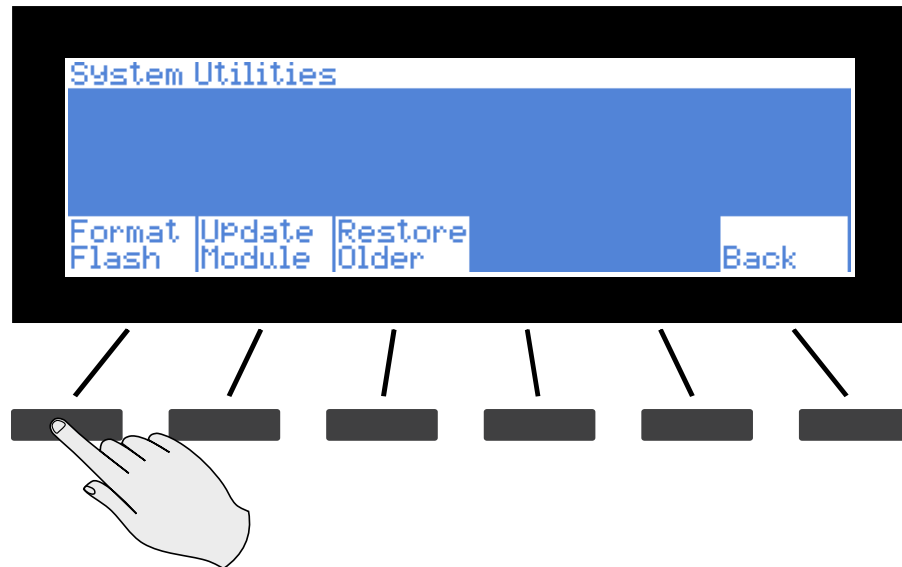 System Utilities
Format Update Restore
Flash Module Older Back